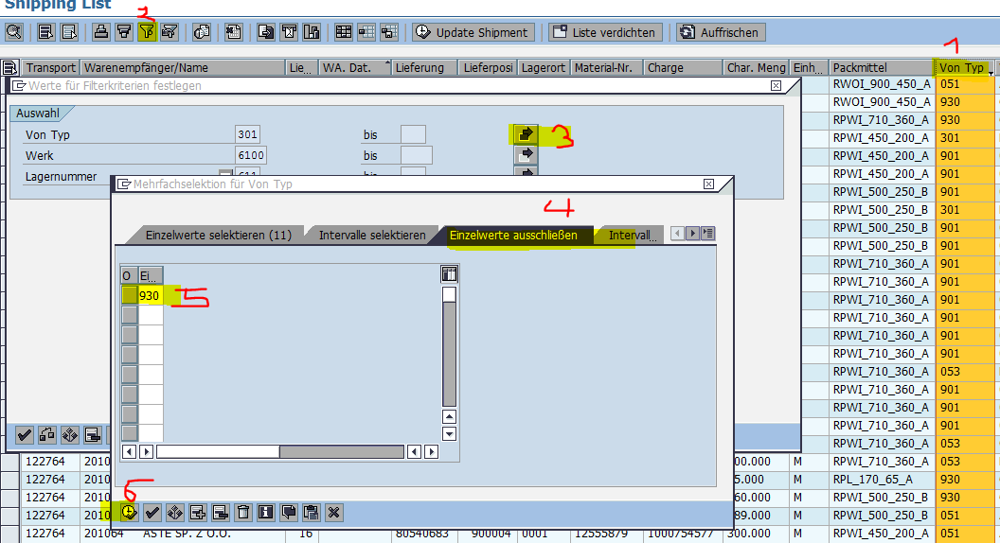 Shipping List
2
Update Shipment Liste verdichten Auffrischen
1
Transport Warenempfänger/Name Lie... WA. Dat. Lieferung Lieferposi Lagerort Material-Nr. Charge Char. Meng Einh... Packmittel Von Typ
Werte für Filterkriterien festlegen
RWOI_900_450_A 051
RWOI_900_450_A 930
Auswahl
RPWI_710_360_A 930
Von Typ 301 bis 3
RPWI_450_200_A 301
Werk 6100 bis
RPWI_450_200_A 901
Lagernummer 611 bis
RPWI_450_200_A 901
Mehrfachselektion für Von Typ
RPWI_500_250_B 901
4
RPWI_500_250_B 301
RPWI_500_250_B 901
Einzelwerte selektieren (11) Intervalle selektieren Einzelwerte ausschließen Intervall...
RPWI_500_250_B 901
RPWI_710_360_A 901
O Ei...
RPWI_710_360_A 901
930 5
RPWI_710_360_A 901
RPWI_710_360_A 901
RPWI_710_360_A 901
RPWI_710_360_A 901
RPWI_710_360_A 053
RPWI_710_360_A 901
RPWI_710_360_A 901
RPWI_710_360_A 901
RPWI_710_360_A 053
122764 2010 00.000 M RPWI_710_360_A 053
122764 2010 5.000 M RPL_170_65_A 930
6
122764 2010 60.000 M RPWI_500_250_B 930
122764 2010 89.000 M RPWI_500_250_B 051
122764 201064 ASTE SP. Z O.O. 16 80540683 900004 0001 12555879 1000754577 300.000 M RPWI_450_200_A 051